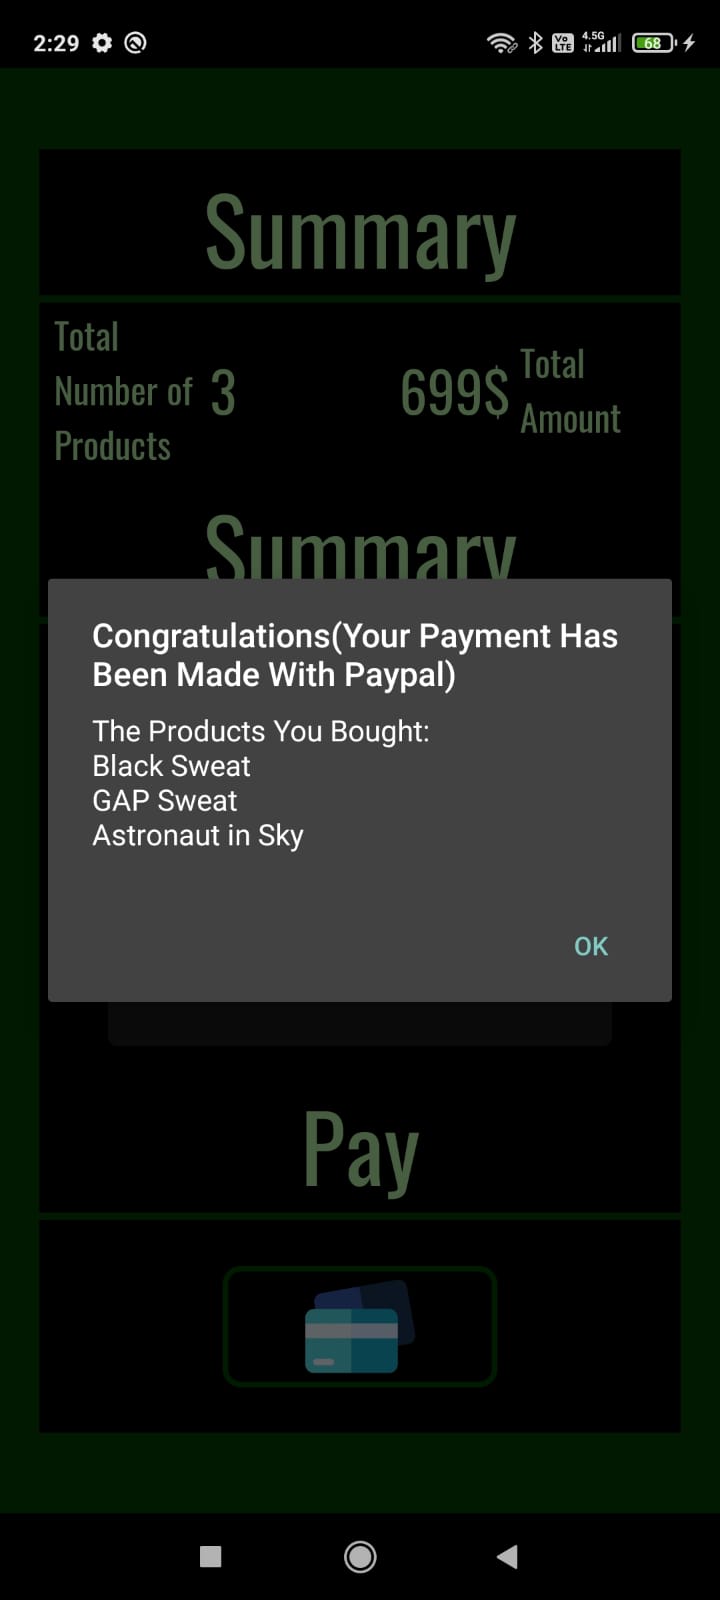 2:29
Vo LTE
4.5G
68
Summary
Total
Number of
Products
3
699$
Total
Amount
Summary
Congratulations(Your Payment Has
Been Made With Paypal)
The Products You Bought:
Black Sweat
GAP Sweat
Astronaut in Sky
OK
Pay